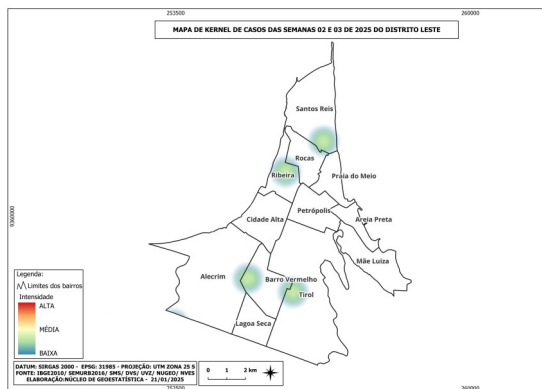 253500
260000
MAPA DE KERNEL DE CASOS DAS SEMANAS 02 E 03 DE 2025 DO DISTRITO LESTE
Santos Reis
Rocas
Ribeira
Praia do Meio
Petrópolis
Cidade Alta
Areia Preta
9360000
Mãe Luiza
Alecrim
Barro Vermelho
Tirol
Lagoa Seca
Legenda:
Limites dos bairros
Intensidade
ALTA
MÉDIA
BAIXA
DATUM: SIRGAS 2000 - EPSG: 31985 - PROJEÇÃO: UTM ZONA 25 S
FONTE: IBGE2010/ SEMURB2016/ SMS/ DVS/ UVZ/ NUGEO/ NVES
ELABORAÇÃO:NÚCLEO DE GEOESTATÍSTICA - 21/01/2025
0 1 2 km
253500
260000